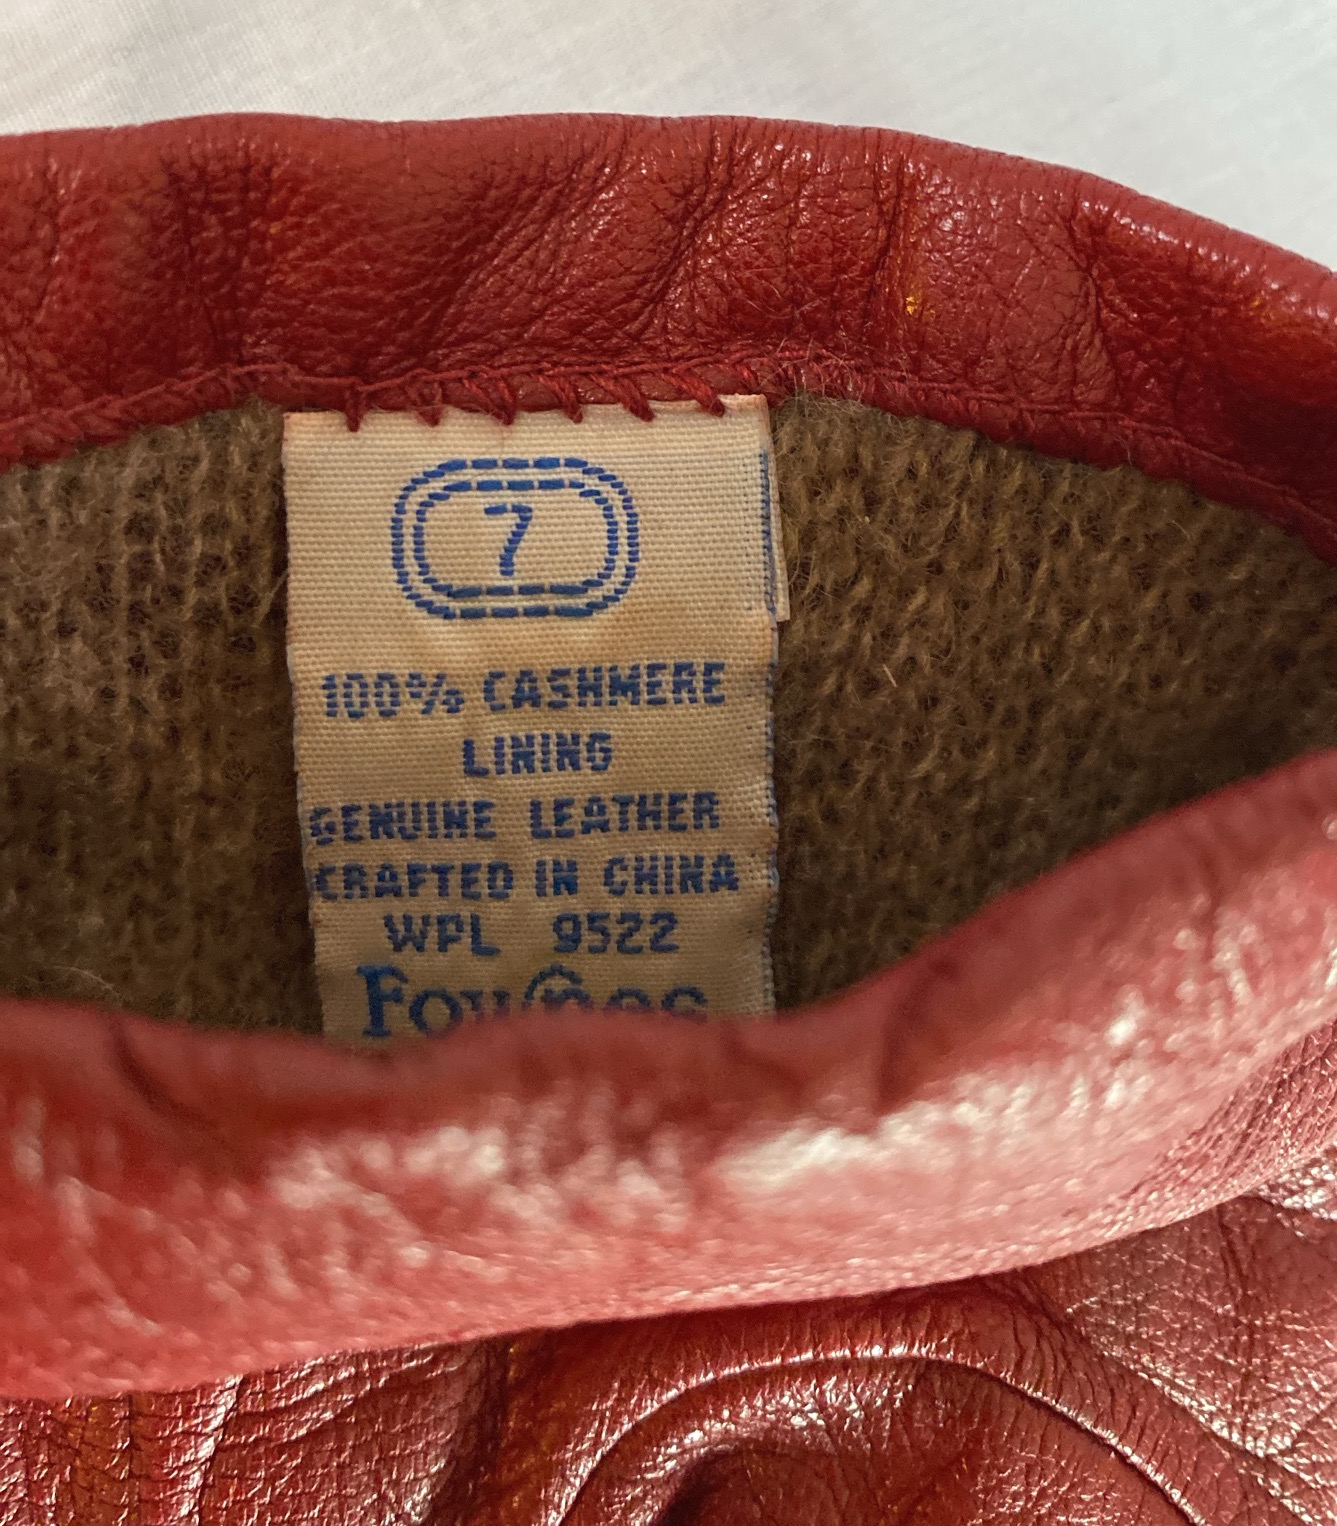 7
100% CASHMERE
LINING
GENUINE LEATHER
CRAFTED IN CHINA
WPL 9522